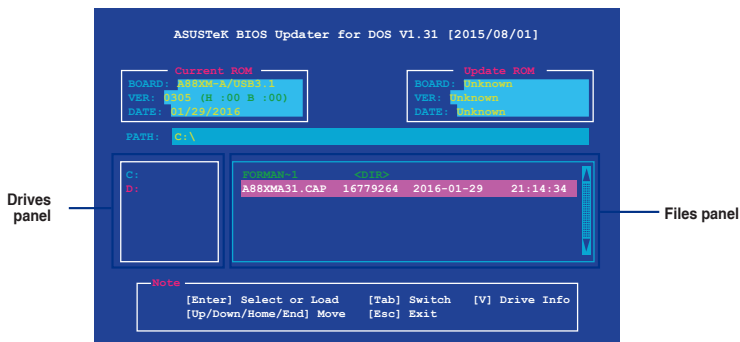 ASUSTeK BIOS Updater for DOS V1.31 [2015/08/01]
Current ROM
BOARD: A88XM-A/USB3.1
VER: 0305 (H :00 B :00)
DATE: 01/29/2016
Update ROM
BOARD: Unknown
VER: Unknown
DATE: Unknown
PATH: C:\
Drives panel
C:
D:
FORMAN~1 <DIR>
A88XMA31.CAP 16779264 2016-01-29 21:14:34
Files panel
Note
[Enter] Select or Load [Tab] Switch [V] Drive Info
[Up/Down/Home/End] Move [Esc] Exit